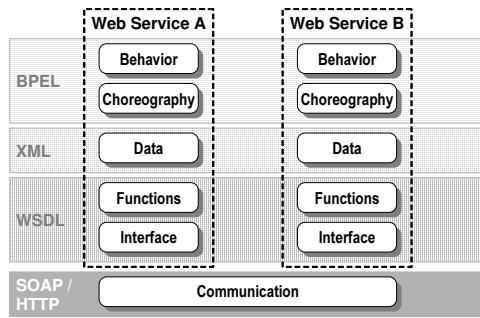 Web Service A Web Service B
BPEL
Behavior Behavior
Choreography Choreography
XML
Data Data
WSDL
Functions Functions
Interface Interface
SOAP /
HTTP
Communication